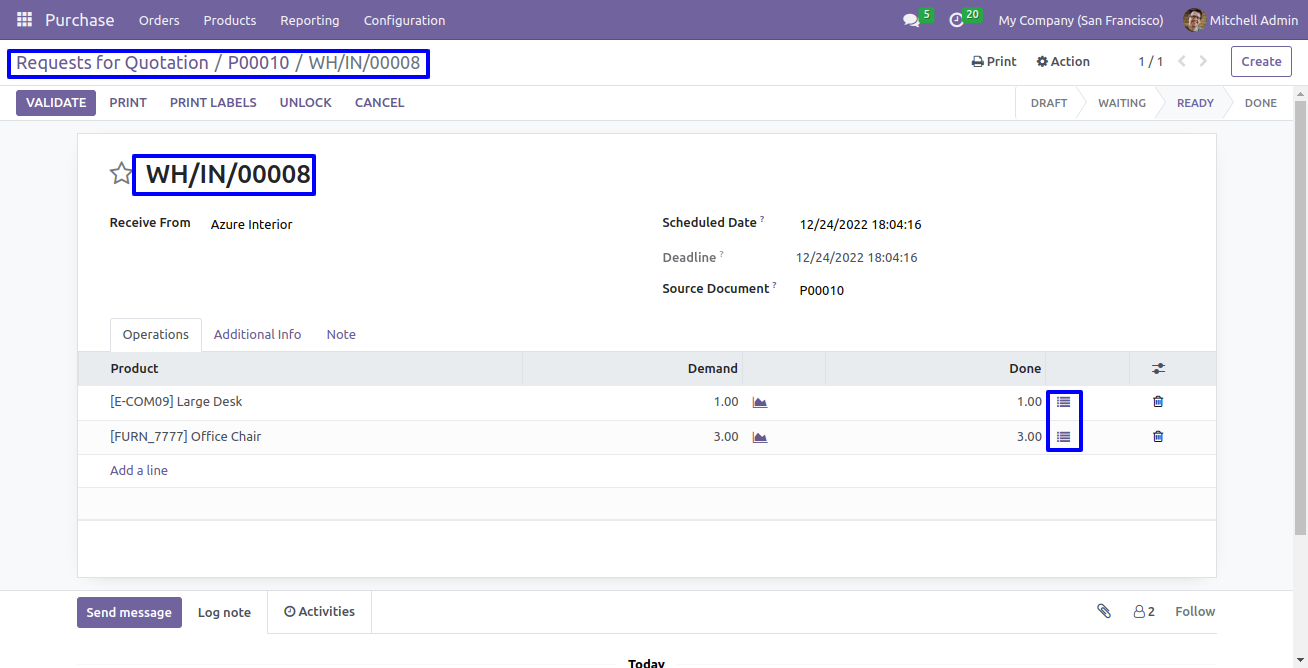 Purchase Orders Products Reporting Configuration 5 20 My Company (San Francisco) Mitchell Admin
Requests for Quotation / P00010 / WH/IN/00008 Print Action 1 / 1 Create
VALIDATE PRINT PRINT LABELS UNLOCK CANCEL DRAFT WAITING READY DONE
WH/IN/00008
Receive From Azure Interior Scheduled Date ? 12/24/2022 18:04:16
Deadline ? 12/24/2022 18:04:16
Source Document ? P00010
Operations Additional Info Note
Product Demand Done
[E-COM09] Large Desk 1.00 1.00
[FURN_7777] Office Chair 3.00 3.00
Add a line
Send message Log note Activities 2 Follow
Today